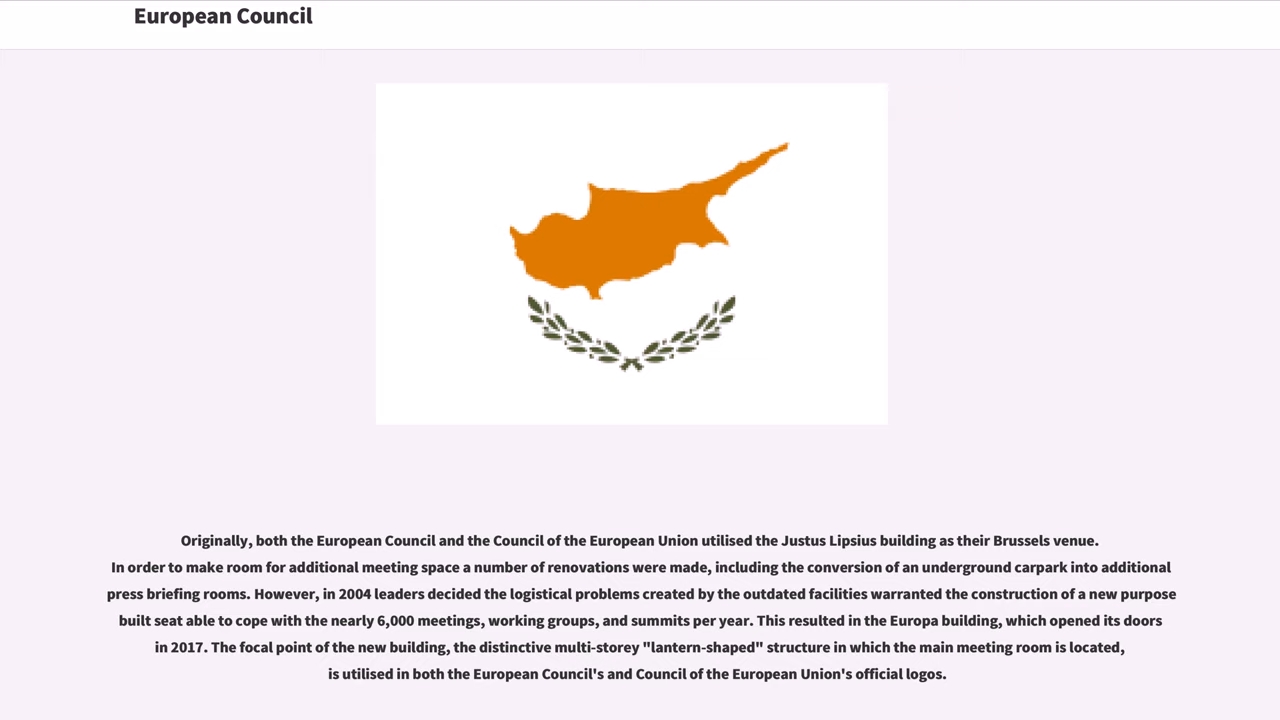 European Council
Originally, both the European Council and the Council of the European Union utilised the Justus Lipsius building as their Brussels venue.
In order to make room for additional meeting space a number of renovations were made, including the conversion of an underground carpark into additional
press briefing rooms. However, in 2004 leaders decided the logistical problems created by the outdated facilities warranted the construction of a new purpose
built seat able to cope with the nearly 6,000 meetings, working groups, and summits per year. This resulted in the Europa building, which opened its doors
in 2017. The focal point of the new building, the distinctive multi-storey "lantern-shaped" structure in which the main meeting room is located,
is utilised in both the European Council's and Council of the European Union's official logos.